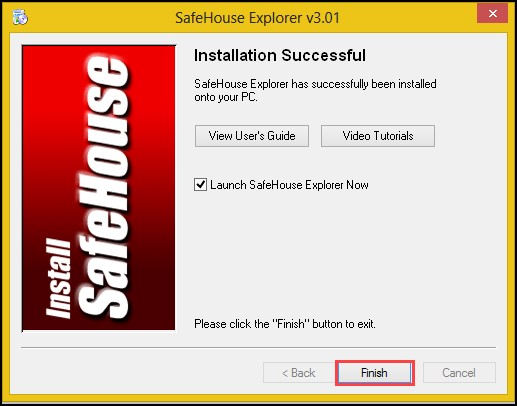 SafeHouse Explorer v3.01
Install
SafeHouse
Installation Successful
SafeHouse Explorer has successfully been installed
onto your PC.
View User's Guide
Video Tutorials
Launch SafeHouse Explorer Now
Please click the "Finish" button to exit.
< Back
Finish
Cancel